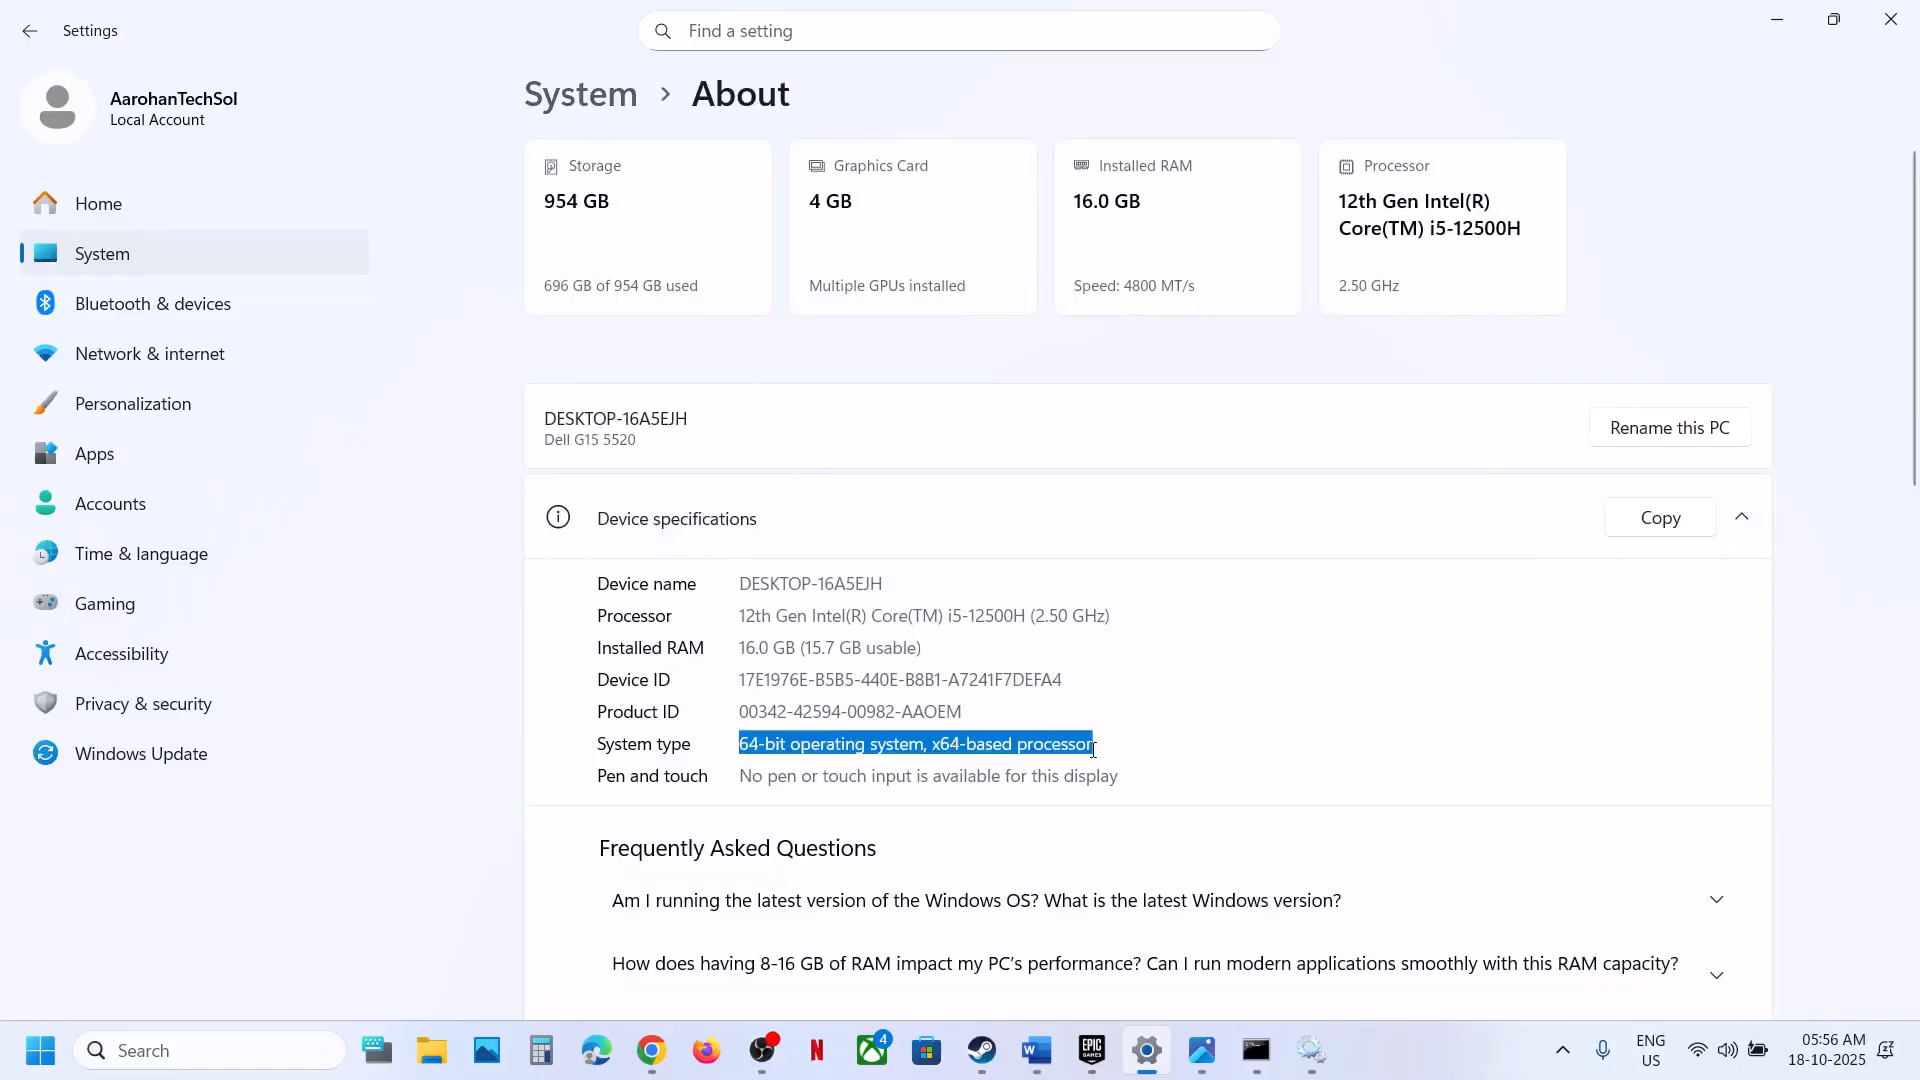 Settings
Find a setting
AarohanTechSol
Local Account
Home
System
Bluetooth & devices
Network & internet
Personalization
Apps
Accounts
Time & language
Gaming
Accessibility
Privacy & security
Windows Update
System > About
Storage
954 GB
696 GB of 954 GB used
Graphics Card
4 GB
Multiple GPUs installed
Installed RAM
16.0 GB
Speed: 4800 MT/s
Processor
12th Gen Intel(R)
Core(TM) i5-12500H
2.50 GHz
DESKTOP-16A5EJH
Dell G15 5520
Rename this PC
Device specifications
Copy
Device name DESKTOP-16A5EJH
Processor 12th Gen Intel(R) Core(TM) i5-12500H (2.50 GHz)
Installed RAM 16.0 GB (15.7 GB usable)
Device ID 17E1976E-B5B5-440E-B8B1-A7241F7DEFA4
Product ID 00342-42594-00982-AAOEM
System type 64-bit operating system, x64-based processor
Pen and touch No pen or touch input is available for this display
Frequently Asked Questions
Am I running the latest version of the Windows OS? What is the latest Windows version?
How does having 8-16 GB of RAM impact my PC's performance? Can I run modern applications smoothly with this RAM capacity?
Search
N
4
W
EPIC
GAMES
ENG
US
05:56 AM
18-10-2025